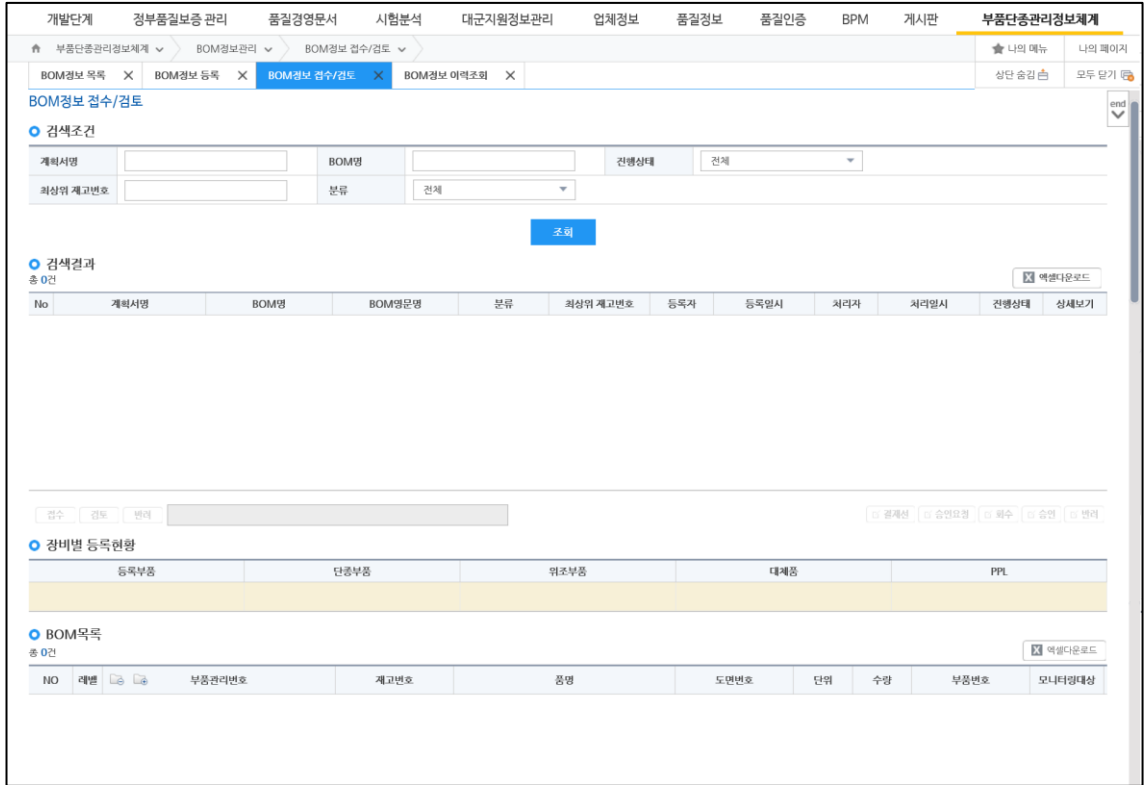 개발단계 정부품질보증 관리 품질경영문서 시험분석 대군지원정보관리 업체정보 품질정보 품질인증 BPM 게시판 부품단종관리정보체계
부품단종관리정보체계 BOM정보관리 BOM정보 접수/검토 나의 메뉴 나의 페이지
BOM정보 목록 BOM정보 등록 BOM정보 접수/검토 BOM정보 이력조회 상단 숨김 모두 닫기
BOM정보 접수/검토
end
검색조건
계획서명 BOM명 진행상태 전체
최상위 재고번호 분류 전체
조회
검색결과
총 0건 엑셀다운로드
No 계획서명 BOM명 BOM영문명 분류 최상위 재고번호 등록자 등록일시 처리자 처리일시 진행상태 상세보기
접수 검토 반려 결재선 승인요청 회수 승인 반려
장비별 등록현황
등록부품 단종부품 위조부품 대체품 PPL
BOM목록
총 0건 엑셀다운로드
NO 레벨 부품관리번호 재고번호 품명 도면번호 단위 수량 부품번호 모니터링대상